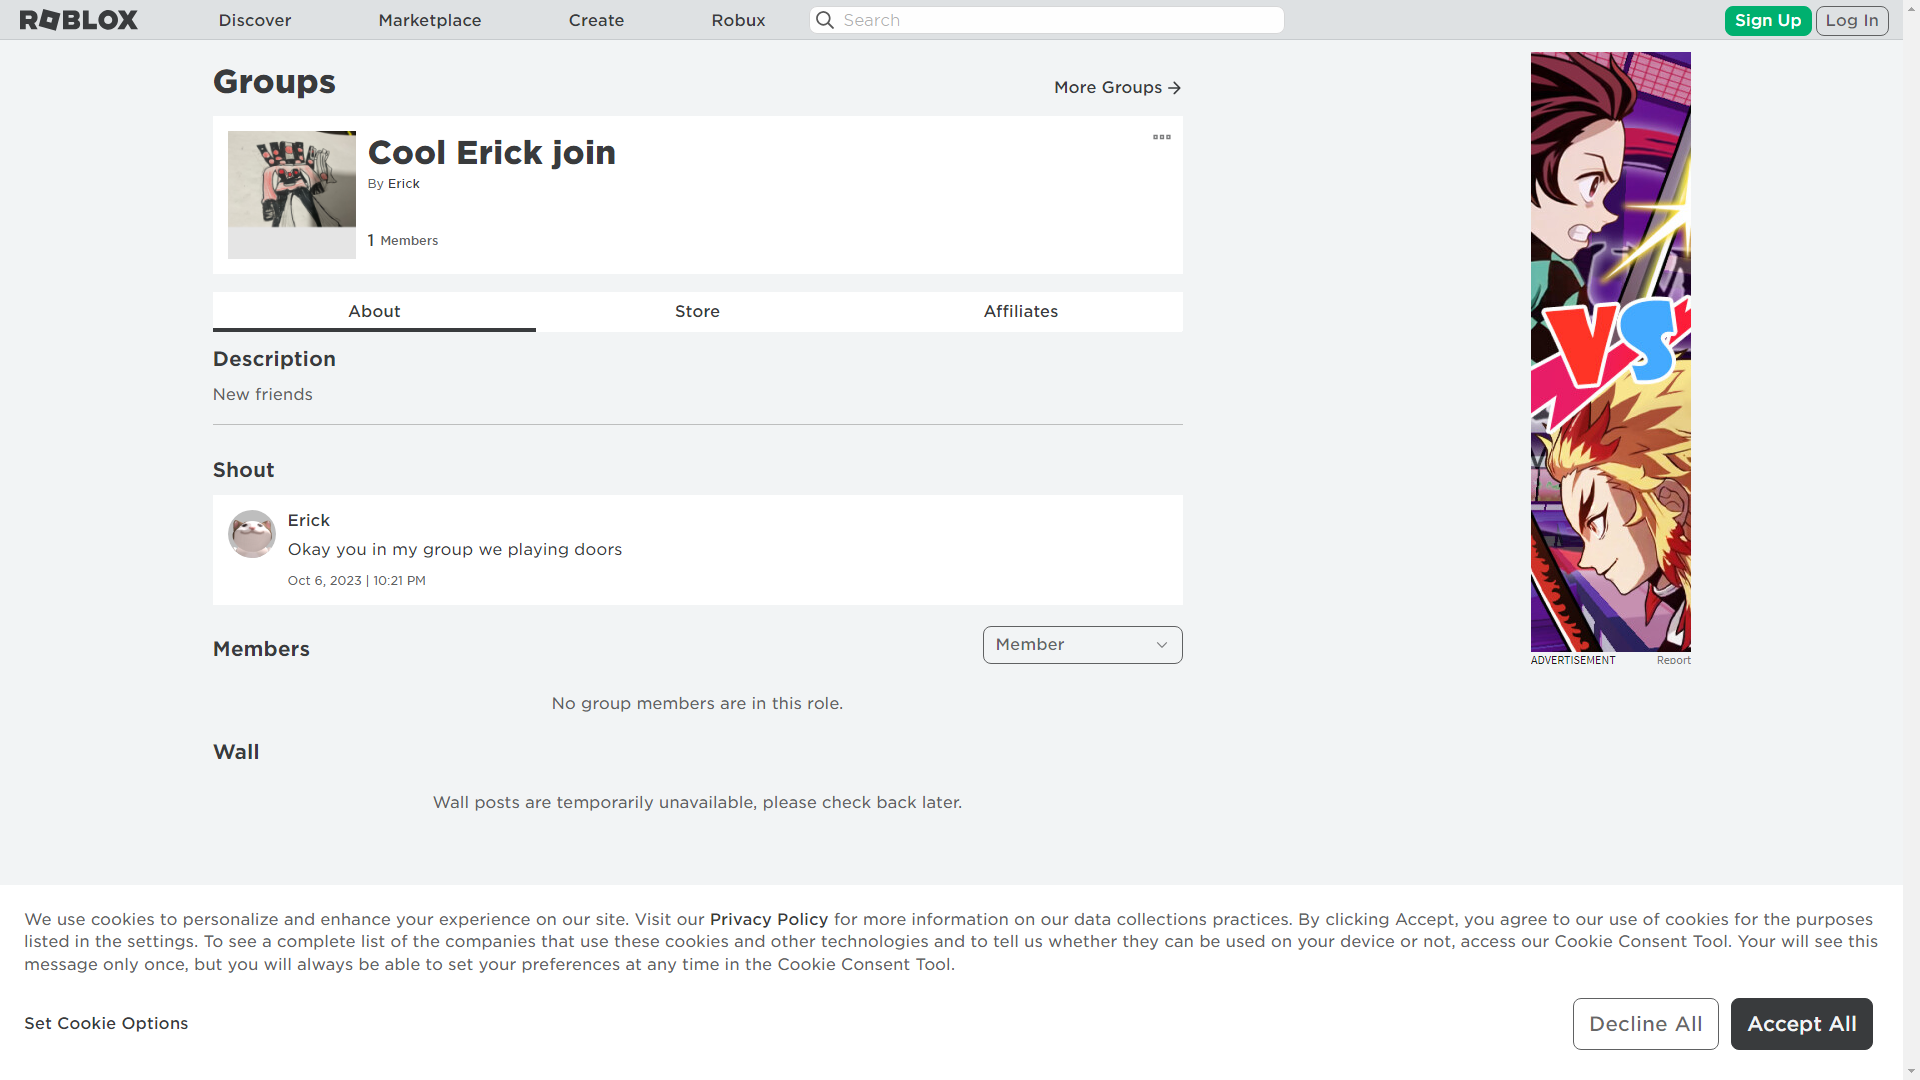 ROBLOX
Discover
Marketplace
Create
Robux
Search
Sign Up
Log In
Groups
More Groups
Cool Erick join
By Erick
1 Members
About
Store
Affiliates
Description
New friends
Shout
Erick
Okay you in my group we playing doors
Oct 6, 2023 | 10:21 PM
Members
Member
No group members are in this role.
Wall
Wall posts are temporarily unavailable, please check back later.
VS
ADVERTISEMENT
Report
We use cookies to personalize and enhance your experience on our site. Visit our Privacy Policy for more information on our data collections practices. By clicking Accept, you agree to our use of cookies for the purposes
listed in the settings. To see a complete list of the companies that use these cookies and other technologies and to tell us whether they can be used on your device or not, access our Cookie Consent Tool. Your will see this
message only once, but you will always be able to set your preferences at any time in the Cookie Consent Tool.
Set Cookie Options
Decline All
Accept All